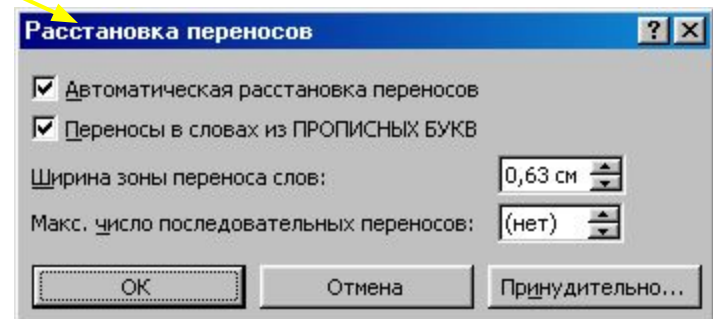 Расстановка переносов
Автоматическая расстановка переносов
Переносы в словах из ПРОПИСНЫХ БУКВ
Ширина зоны переноса слов: 0,63 см
Макс. число последовательных переносов: (нет)
ОК Отмена Принудительно...